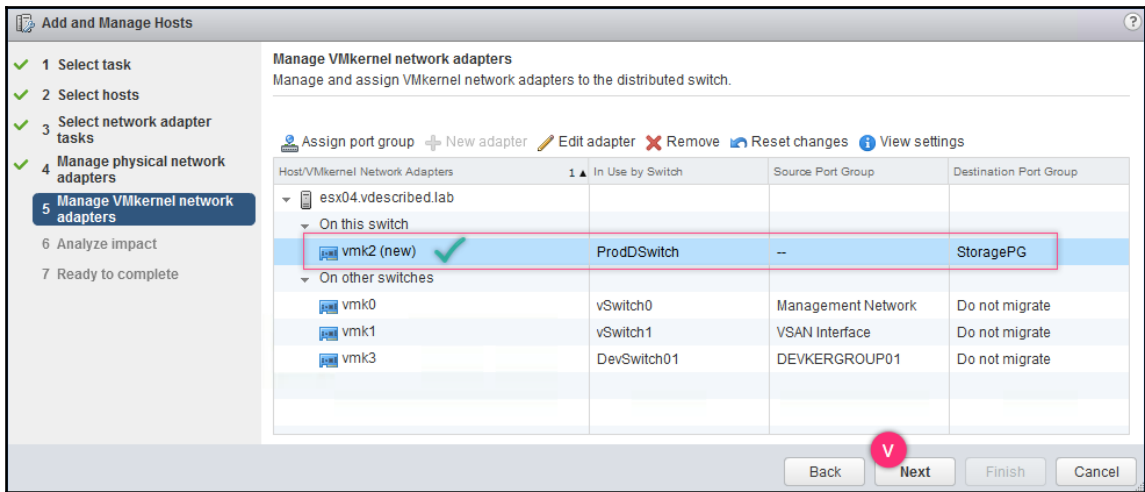 Add and Manage Hosts
?
1 Select task
2 Select hosts
3 Select network adapter
tasks
4 Manage physical network
adapters
5 Manage VMkernel network
adapters
6 Analyze impact
7 Ready to complete
Manage VMkernel network adapters
Manage and assign VMkernel network adapters to the distributed switch.
Assign port group New adapter Edit adapter Remove Reset changes View settings
Host/VMkernel Network Adapters 1 ▲ In Use by Switch Source Port Group Destination Port Group
esx04.vdescribed.lab
On this switch
vmk2 (new) ProdDSwitch -- StoragePG
On other switches
vmk0 vSwitch0 Management Network Do not migrate
vmk1 vSwitch1 VSAN Interface Do not migrate
vmk3 DevSwitch01 DEVKERGROUP01 Do not migrate
V
Back Next Finish Cancel